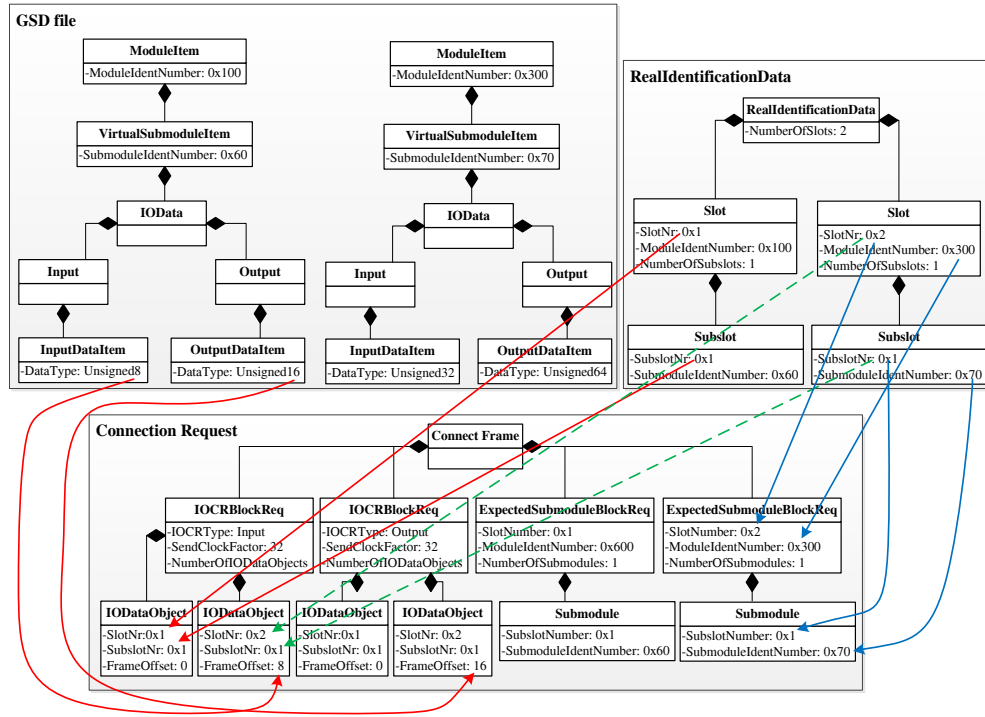 GSD file
ModuleItem
-ModuleIdentNumber: 0x100
VirtualSubmoduleItem
-SubmoduleIdentNumber: 0x60
IOData
Input
Output
InputDataItem
-DataType: Unsigned8
OutputDataItem
-DataType: Unsigned16
ModuleItem
-ModuleIdentNumber: 0x300
VirtualSubmoduleItem
-SubmoduleIdentNumber: 0x70
IOData
Input
Output
InputDataItem
-DataType: Unsigned32
OutputDataItem
-DataType: Unsigned64
RealIdentificationData
RealIdentificationData
-NumberOfSlots: 2
Slot
-SlotNr: 0x1
-ModuleIdentNumber: 0x100
-NumberOfSubslots: 1
Slot
-SlotNr: 0x2
-ModuleIdentNumber: 0x300
-NumberOfSubslots: 1
Subslot
-SubslotNr: 0x1
-SubmoduleIdentNumber: 0x60
Subslot
-SubslotNr: 0x1
-SubmoduleIdentNumber: 0x70
Connection Request
Connect Frame
IOCRBlockReq
-IOCRType: Input
-SendClockFactor: 32
-NumberOfIODataObjects
IOCRBlockReq
-IOCRType: Output
-SendClockFactor: 32
-NumberOfIODataObjects
ExpectedSubmoduleBlockReq
-SlotNumber: 0x1
-ModuleIdentNumber: 0x600
-NumberOfSubmodules: 1
ExpectedSubmoduleBlockReq
-SlotNumber: 0x2
-ModuleIdentNumber: 0x300
-NumberOfSubmodules: 1
IODataObject
-SlotNr:0x1
-SubslotNr: 0x1
-FrameOffset: 0
IODataObject
-SlotNr: 0x2
-SubslotNr: 0x1
-FrameOffset: 8
IODataObject
-SlotNr:0x1
-SubslotNr: 0x1
-FrameOffset: 0
IODataObject
-SlotNr: 0x2
-SubslotNr: 0x1
-FrameOffset: 16
Submodule
-SubslotNumber: 0x1
-SubmoduleIdentNumber: 0x60
Submodule
-SubslotNumber: 0x1
-SubmoduleIdentNumber: 0x70